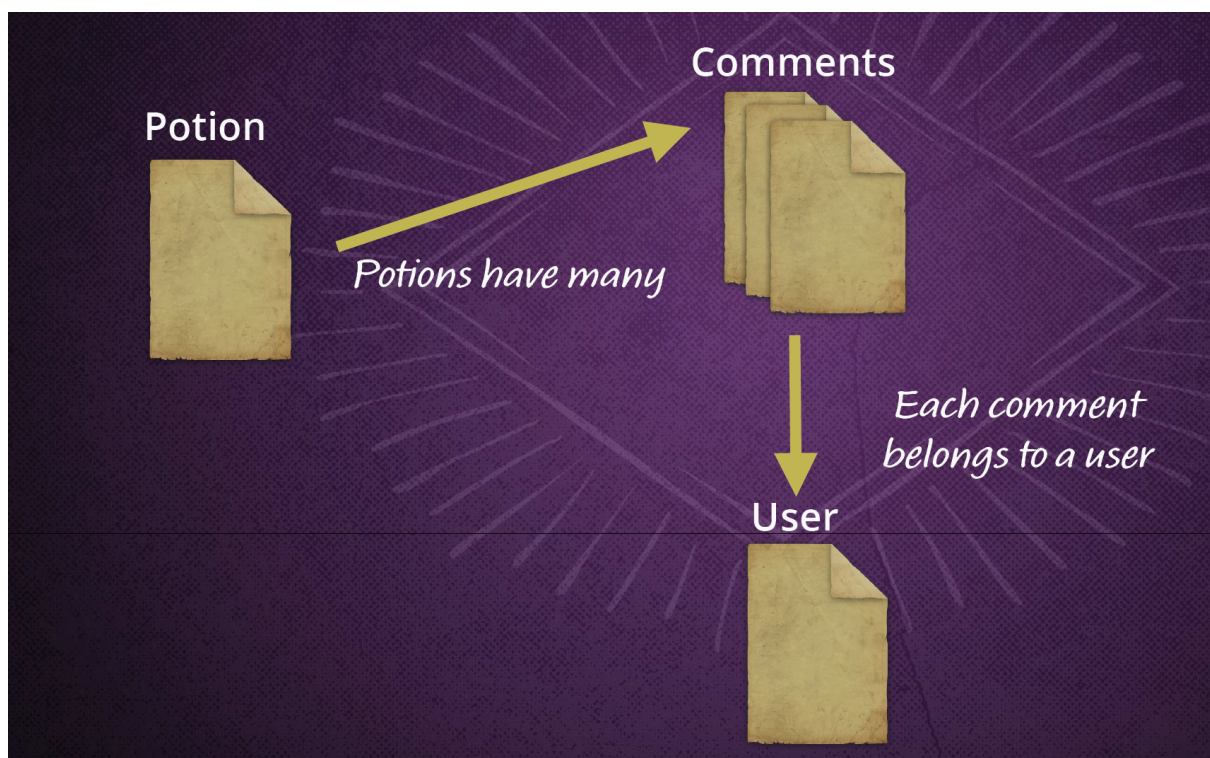 Potion
Comments
Potions have many
Each comment
belongs to a user
User